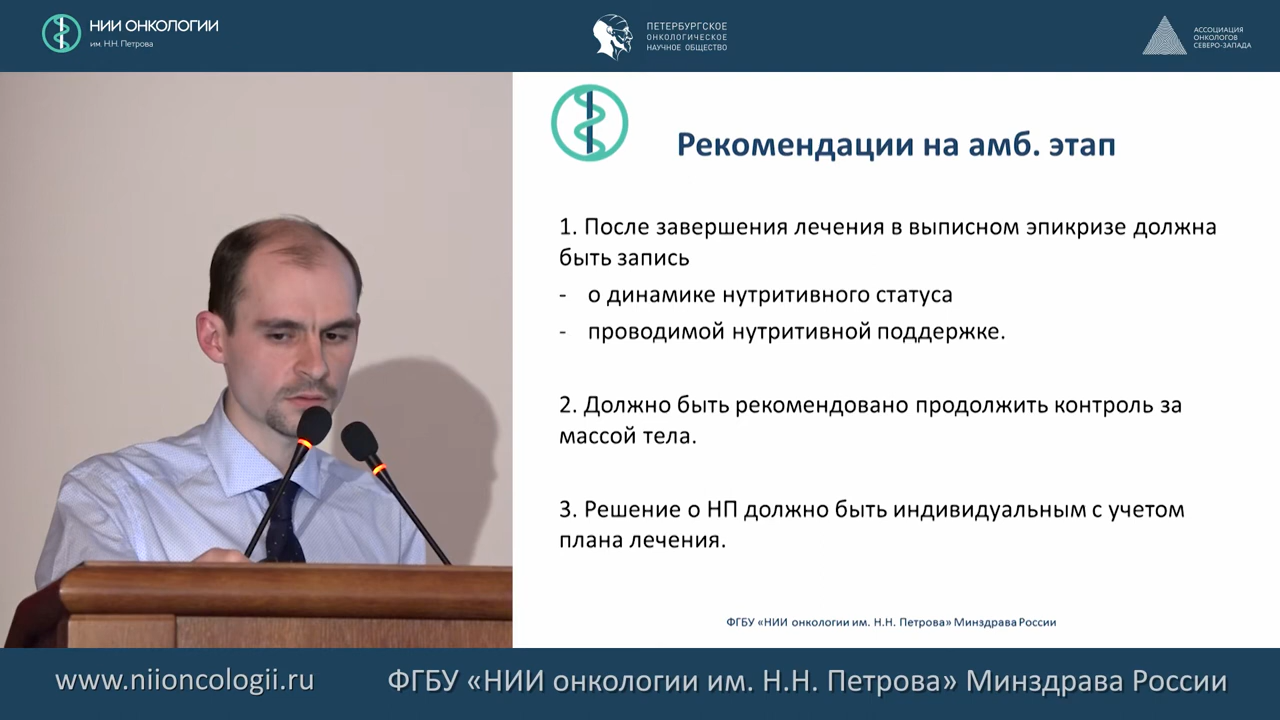 НИИ ОНКОЛОГИИ
им. Н.Н. Петрова
ПЕТЕРБУРГСКОЕ
ОНКОЛОГИЧЕСКОЕ
НАУЧНОЕ ОБЩЕСТВО
АССОЦИАЦИЯ
ОНКОЛОГОВ
СЕВЕРО-ЗАПАДА
Рекомендации на амб. этап
1. После завершения лечения в выписном эпикризе должна
быть запись
- о динамике нутритивного статуса
- проводимой нутритивной поддержке.
2. Должно быть рекомендовано продолжить контроль за
массой тела.
3. Решение о НП должно быть индивидуальным с учетом
плана лечения.
ФГБУ «НИИ онкологии им. Н.Н. Петрова» Минздрава России
www.niioncologii.ru
ФГБУ «НИИ онкологии им. Н.Н. Петрова» Минздрава России